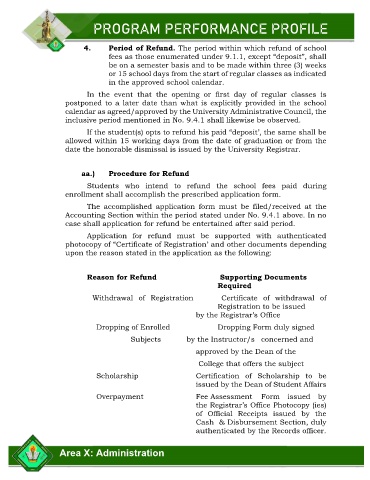 PROGRAM PERFORMANCE PROFILE
4. Period of Refund. The period within which refund of school
fees as those enumerated under 9.1.1, except “deposit”, shall
be on a semester basis and to be made within three (3) weeks
or 15 school days from the start of regular classes as indicated
in the approved school calendar.
In the event that the opening or first day of regular classes is
postponed to a later date than what is explicitly provided in the school
calendar as agreed/approved by the University Administrative Council, the
inclusive period mentioned in No. 9.4.1 shall likewise be observed.
If the student(s) opts to refund his paid “deposit’, the same shall be
allowed within 15 working days from the date of graduation or from the
date the honorable dismissal is issued by the University Registrar.
aa.) Procedure for Refund
Students who intend to refund the school fees paid during
enrollment shall accomplish the prescribed application form.
The accomplished application form must be filed/received at the
Accounting Section within the period stated under No. 9.4.1 above. In no
case shall application for refund be entertained after said period.
Application for refund must be supported with authenticated
photocopy of “Certificate of Registration’ and other documents depending
upon the reason stated in the application as the following:
Reason for Refund Supporting Documents
Required
Withdrawal of Registration Certificate of withdrawal of
Registration to be issued
by the Registrar’s Office
Dropping of Enrolled Dropping Form duly signed
Subjects by the Instructor/s concerned and
approved by the Dean of the
College that offers the subject
Scholarship Certification of Scholarship to be
issued by the Dean of Student Affairs
Overpayment Fee Assessment Form issued by
the Registrar’s Office Photocopy (ies)
of Official Receipts issued by the
Cash & Disbursement Section, duly
authenticated by the Records officer.
Area X: Administration